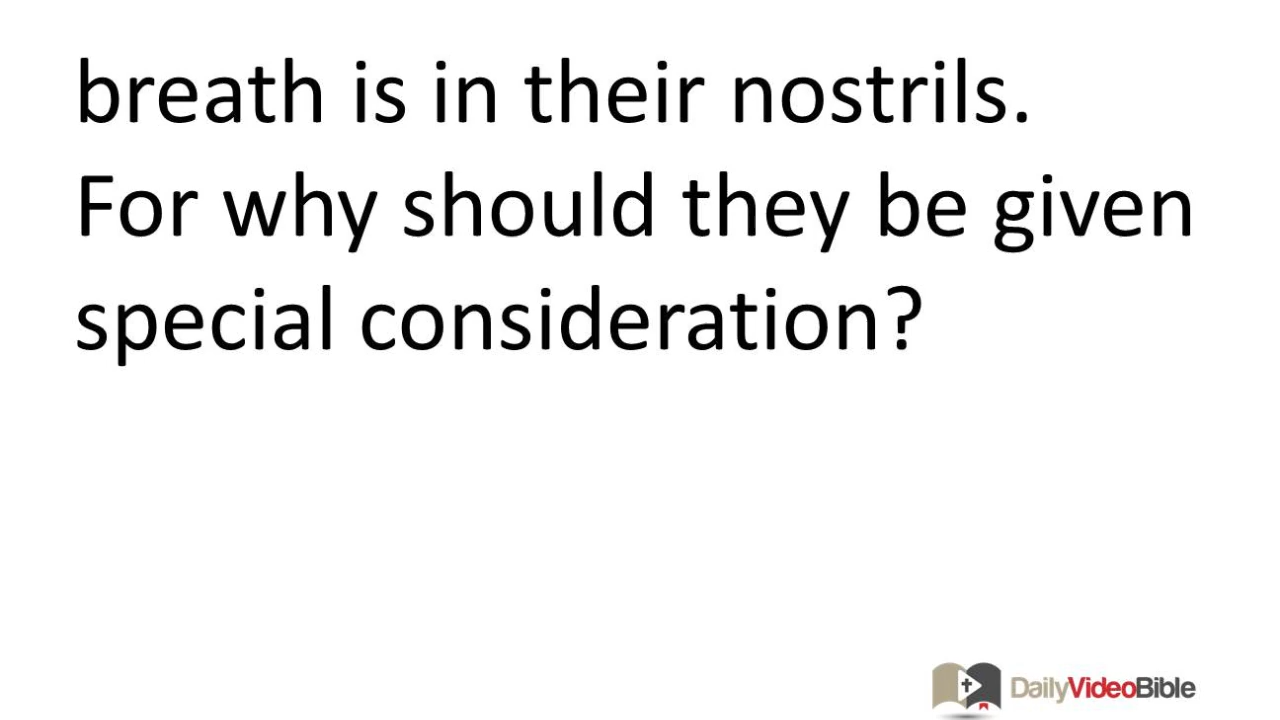 breath is in their nostrils.
For why should they be given
special consideration?
DailyVideoBible